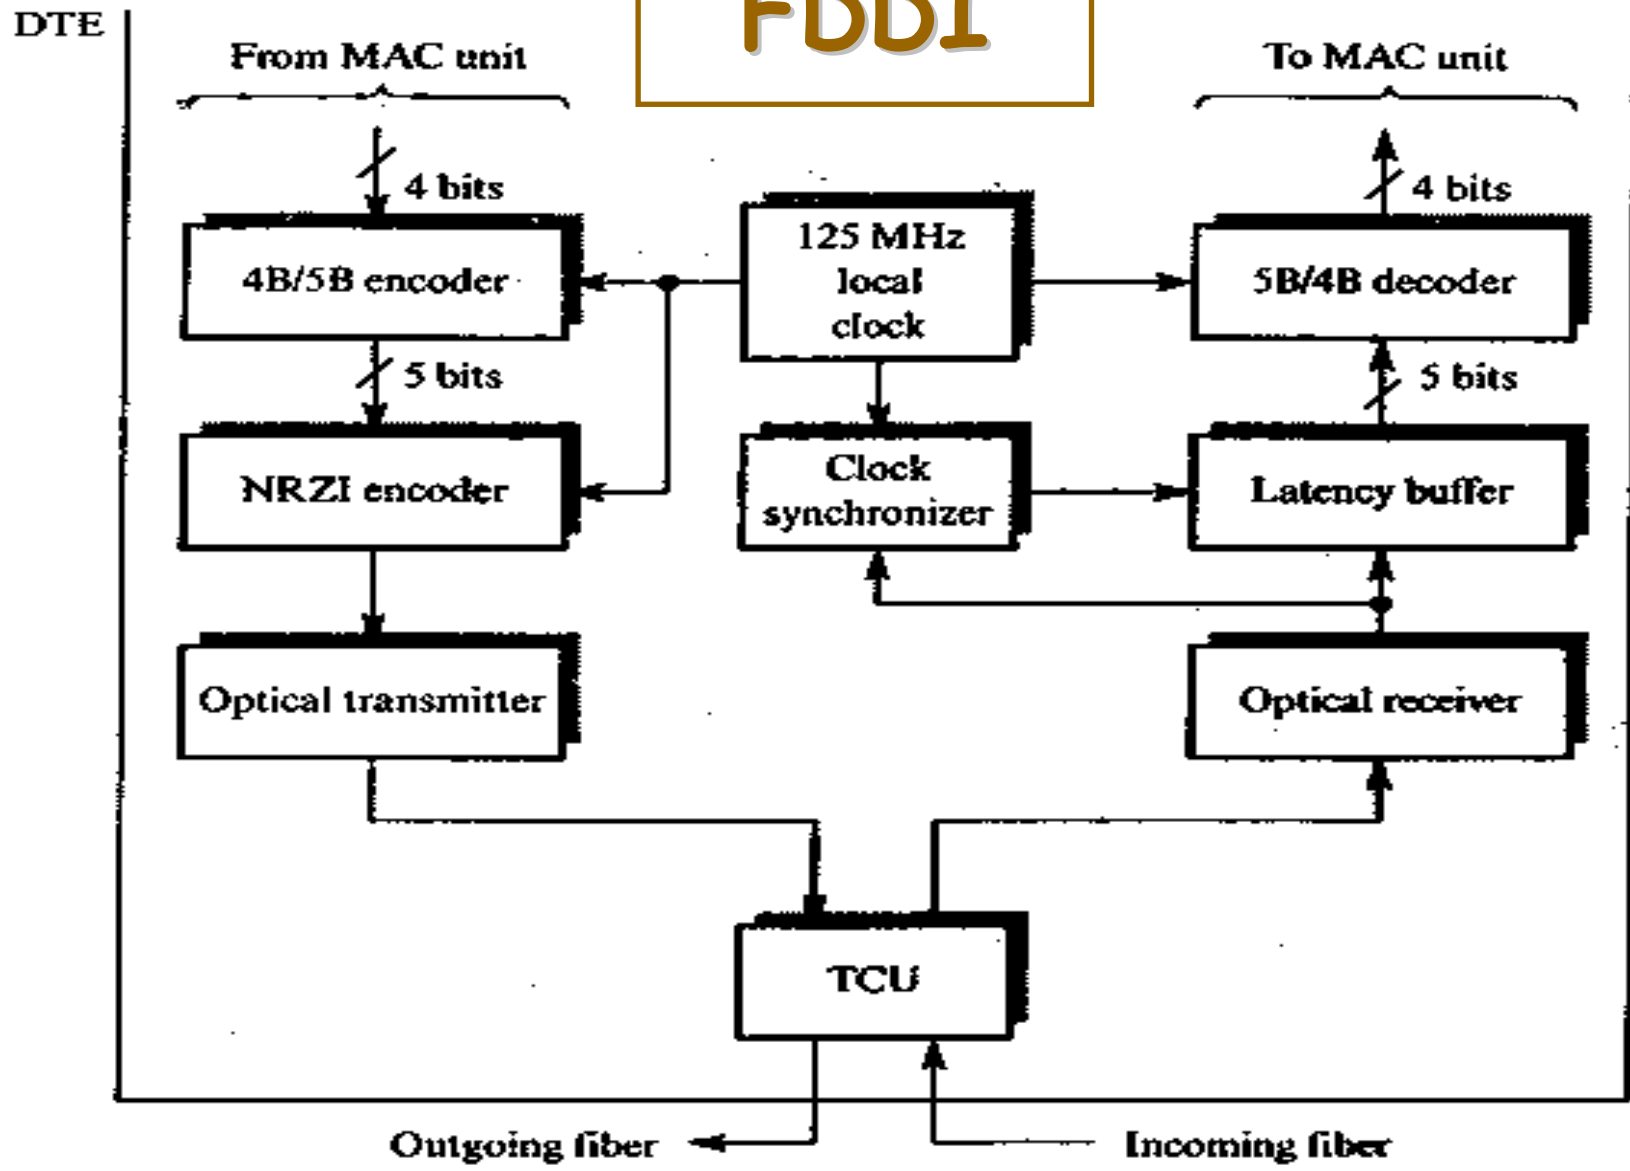 DTE
FDDI
From MAC unit
To MAC unit
4 bits
4 bits
4B/5B encoder
125 MHz
local
clock
5B/4B decoder
5 bits
5 bits
NRZI encoder
Clock
synchronizer
Latency buffer
Optical transmitter
Optical receiver
TCU
Outgoing fiber
Incoming fiber